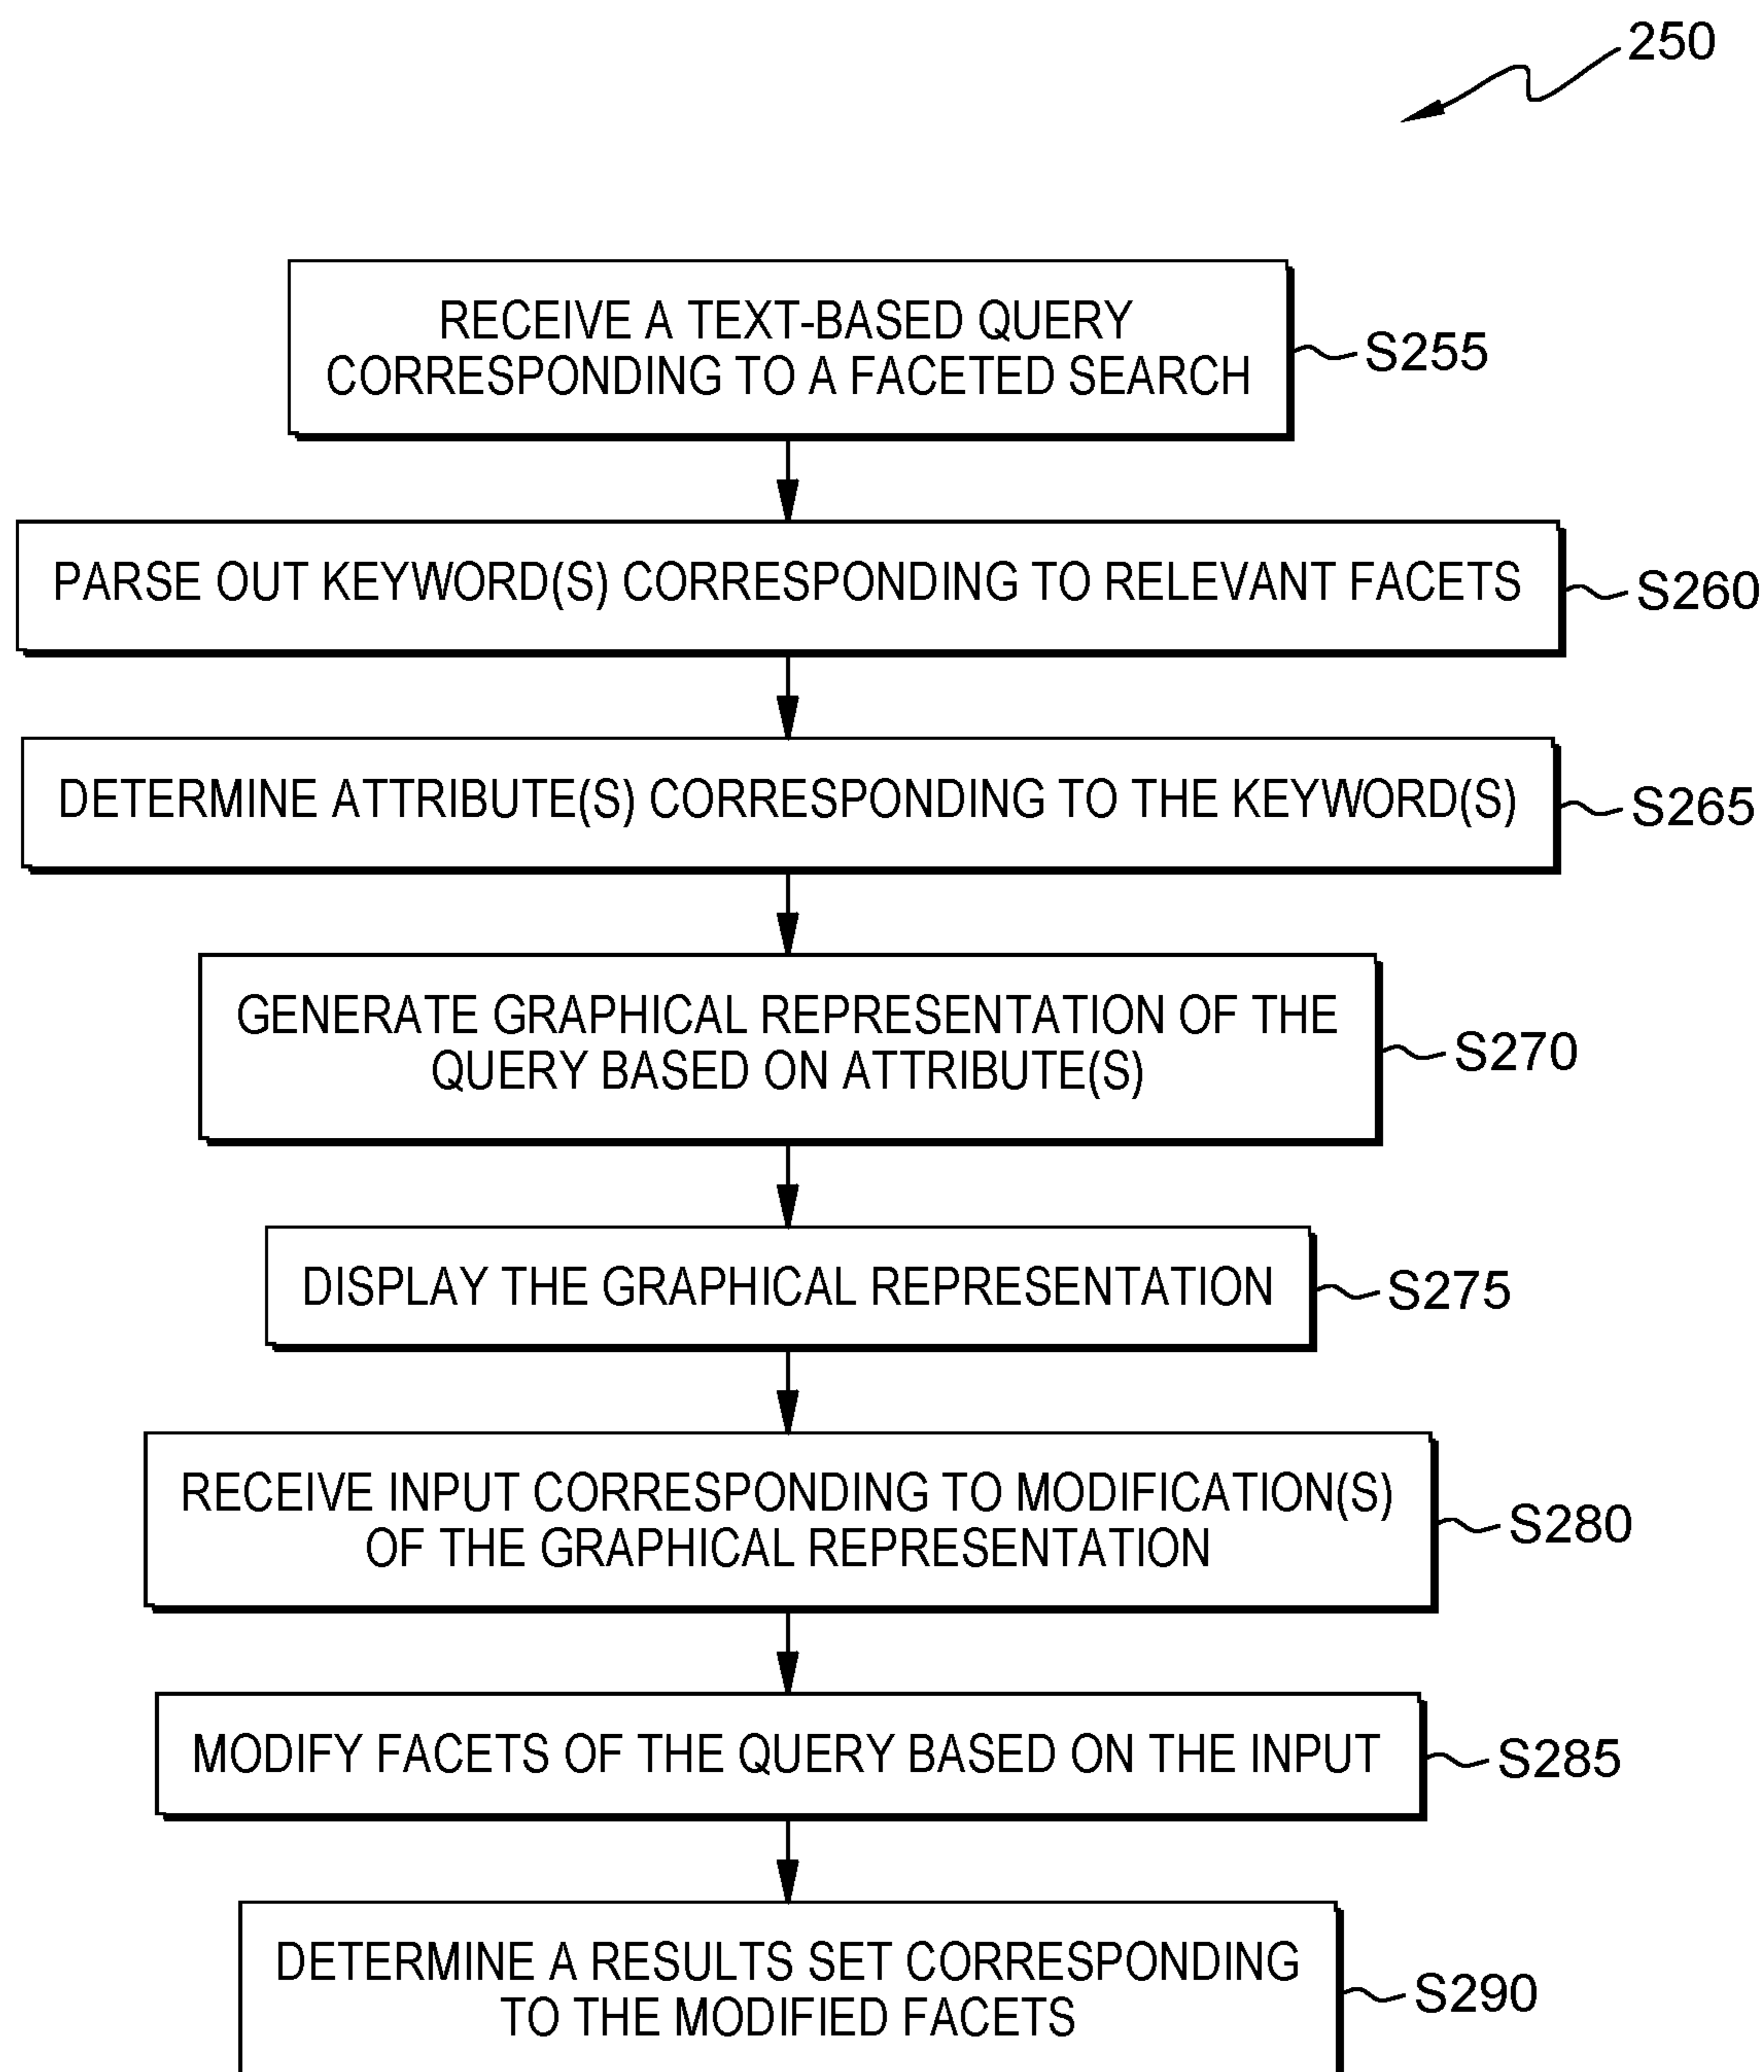 250
RECEIVE A TEXT-BASED QUERY
CORRESPONDING TO A FACETED SEARCH
S255
PARSE OUT KEYWORD(S) CORRESPONDING TO RELEVANT FACETS
S260
DETERMINE ATTRIBUTE(S) CORRESPONDING TO THE KEYWORD(S)
S265
GENERATE GRAPHICAL REPRESENTATION OF THE
QUERY BASED ON ATTRIBUTE(S)
S270
DISPLAY THE GRAPHICAL REPRESENTATION
S275
RECEIVE INPUT CORRESPONDING TO MODIFICATION(S)
OF THE GRAPHICAL REPRESENTATION
S280
MODIFY FACETS OF THE QUERY BASED ON THE INPUT
S285
DETERMINE A RESULTS SET CORRESPONDING
TO THE MODIFIED FACETS
S290